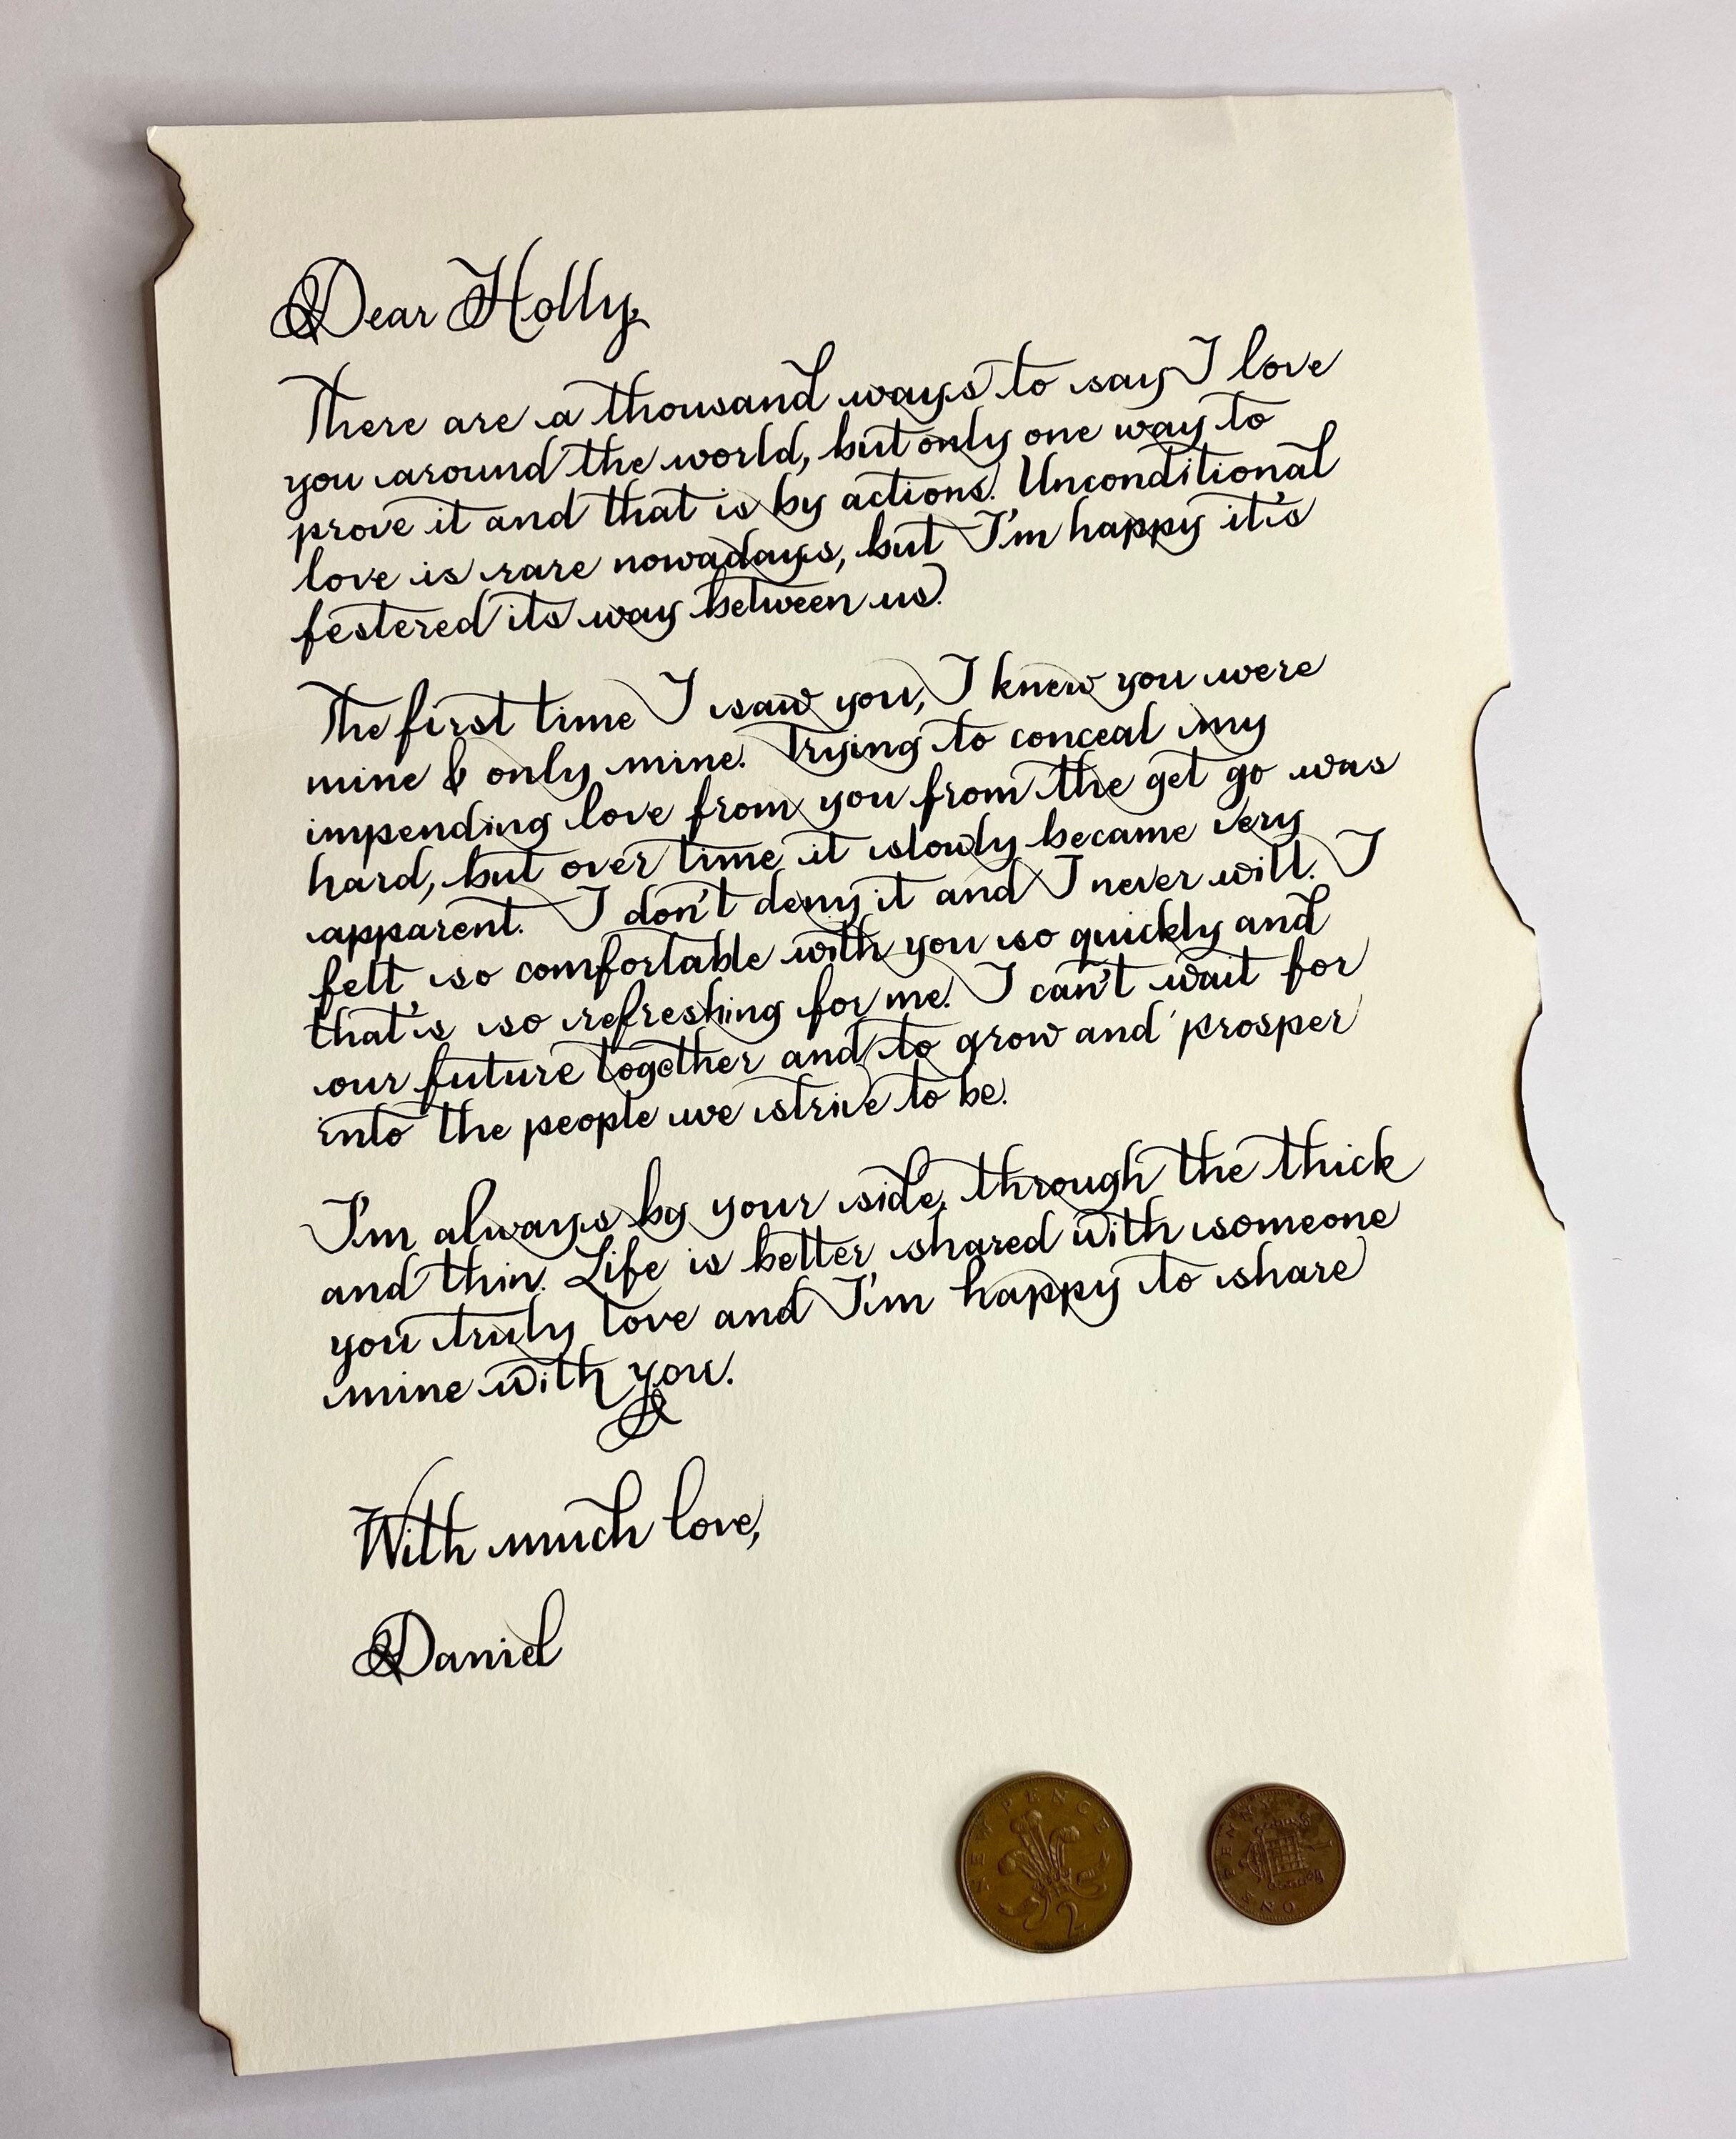 Dear Holly,
There are a thousand ways to say I love
you around the world, but only one way to
prove it and that is by actions. Unconditional
love is rare nowadays, but I'm happy it's
festered its way between us.
The first time I saw you, I knew you were
mine & only mine. Trying to conceal my
impending love from you from the get go was
hard, but over time it slowly became very
apparent. I don't deny it and I never will. I
felt so comfortable with you so quickly and
that's so refreshing for me. I can't wait for
our future together and to grow and prosper
into the people we strive to be.
I'm always by your side, through the thick
and thin. Life is better shared with someone
you truly love and I'm happy to share
mine with you.
With much love,
Daniel
NEW PENCE
2
ONE PENNY